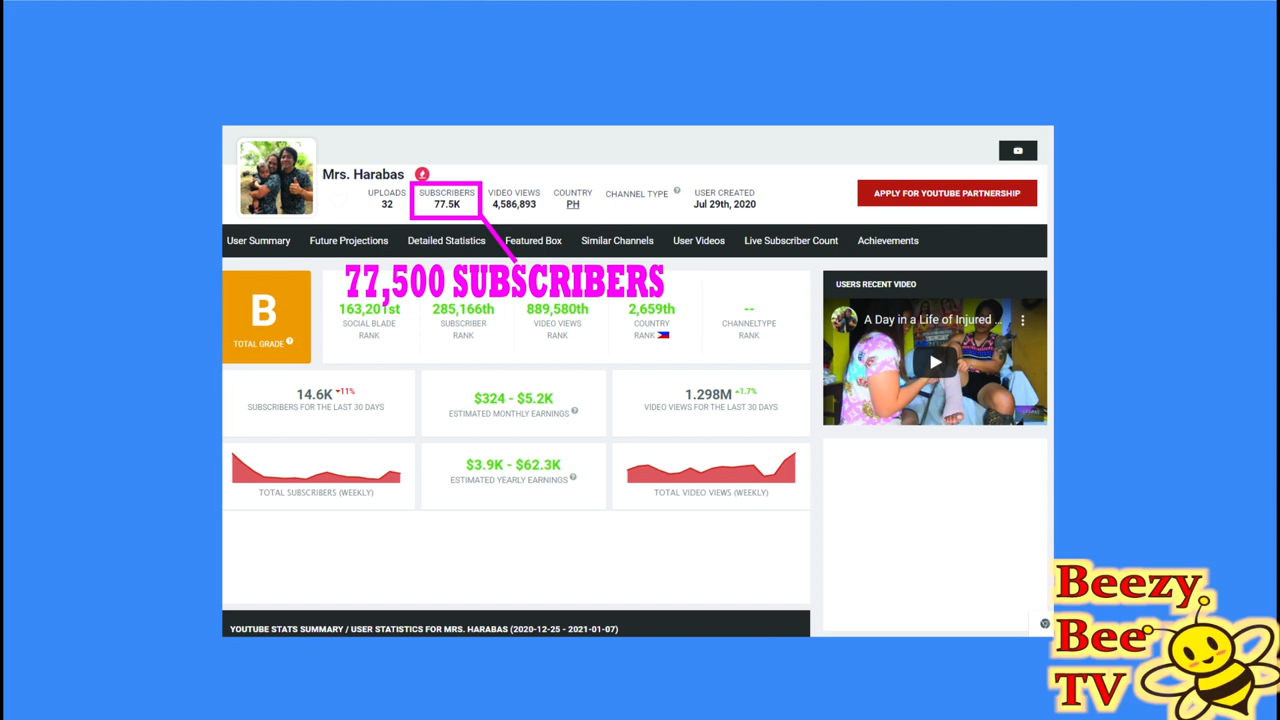 Mrs. Harabas
UPLOADS
32
SUBSCRIBERS
77.5K
VIDEO VIEWS
4,586,893
COUNTRY
PH
CHANNEL TYPE
USER CREATED
Jul 29th, 2020
APPLY FOR YOUTUBE PARTNERSHIP
User Summary
Future Projections
Detailed Statistics
Featured Box
Similar Channels
User Videos
Live Subscriber Count
Achievements
77,500 SUBSCRIBERS
B
TOTAL GRADE
163,201st
SOCIAL BLADE
RANK
285,166th
SUBSCRIBER
RANK
889,580th
VIDEO VIEWS
RANK
2,659th
COUNTRY
RANK
--
CHANNELTYPE
RANK
USERS RECENT VIDEO
A Day in a Life of Injured ...
14.6K -11%
SUBSCRIBERS FOR THE LAST 30 DAYS
$324 - $5.2K
ESTIMATED MONTHLY EARNINGS
1.298M +1.7%
VIDEO VIEWS FOR THE LAST 30 DAYS
TOTAL SUBSCRIBERS (WEEKLY)
$3.9K - $62.3K
ESTIMATED YEARLY EARNINGS
TOTAL VIDEO VIEWS (WEEKLY)
YOUTUBE STATS SUMMARY / USER STATISTICS FOR MRS. HARABAS (2020-12-25 - 2021-01-07)
Beezy
Bee
TV